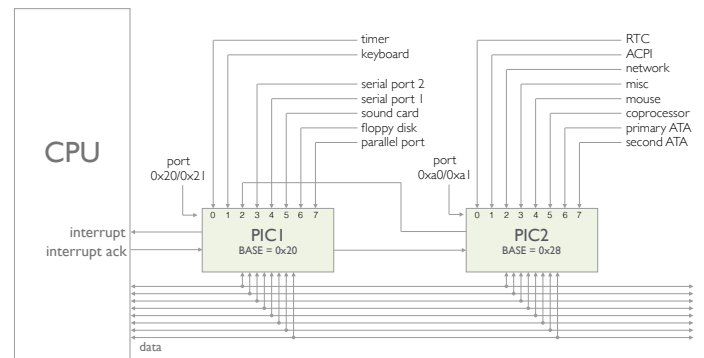 timer
keyboard
serial port 2
serial port 1
sound card
floppy disk
parallel port
RTC
ACPI
network
misc
mouse
coprocessor
primary ATA
second ATA
CPU
port
0x20/0x21
port
0xa0/0xa1
0 1 2 3 4 5 6 7
0 1 2 3 4 5 6 7
interrupt
interrupt ack
PIC1
BASE = 0x20
PIC2
BASE = 0x28
data